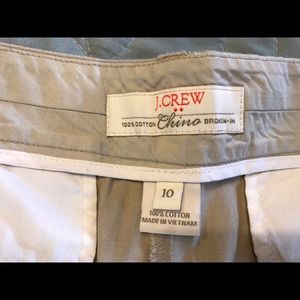 J.CREW
100% COTTON Chino BROKEN-IN
10
100% COTTON
MADE IN VIETNAM